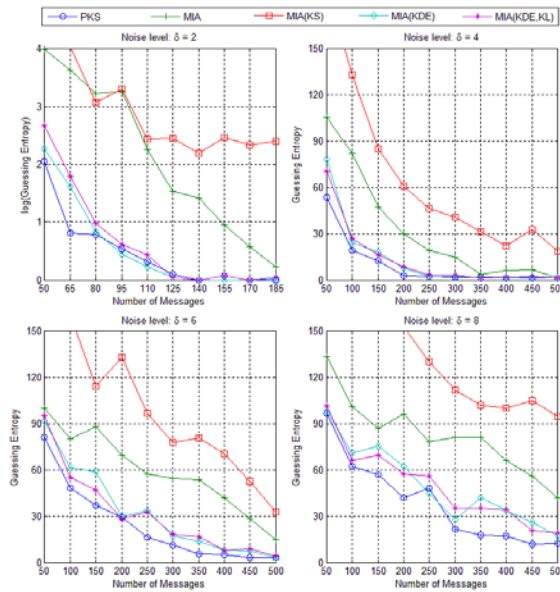 PKS MIA MIA(KS) MIA(KDE) MIA(KDE,KL)
Noise level: δ = 2
4
3
2
1
0
log(Guessing Entropy)
50 65 80 95 110 125 140 155 170 185
Number of Messages
Noise level: δ = 4
150
120
90
60
30
0
Guessing Entropy
50 100 150 200 250 300 350 400 450 500
Number of Messages
Noise level: δ = 6
150
120
90
60
30
0
Guessing Entropy
50 100 150 200 250 300 350 400 450 500
Number of Messages
Noise level: δ = 8
150
120
90
60
30
0
Guessing Entropy
50 100 150 200 250 300 350 400 450 500
Number of Messages